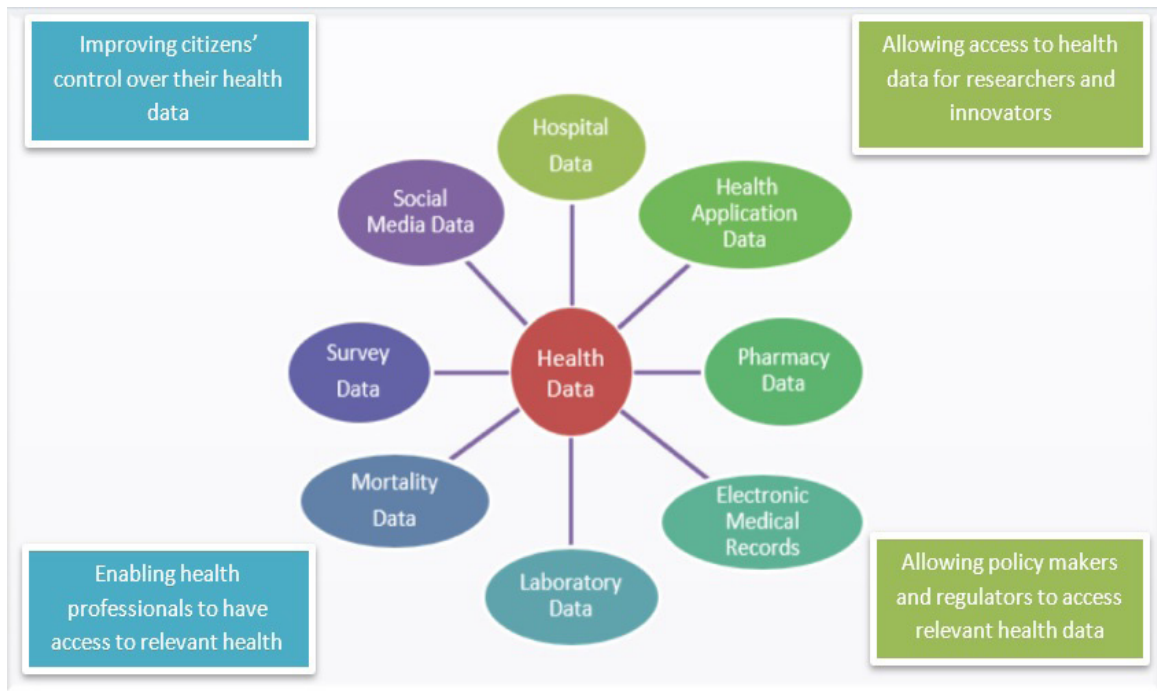 Improving citizens’
control over their health
data
Allowing access to health
data for researchers and
innovators
Hospital
Data
Social
Media Data
Health
Application
Data
Survey
Data
Health
Data
Pharmacy
Data
Mortality
Data
Electronic
Medical
Records
Laboratory
Data
Enabling health
professionals to have
access to relevant health
Allowing policy makers
and regulators to access
relevant health data